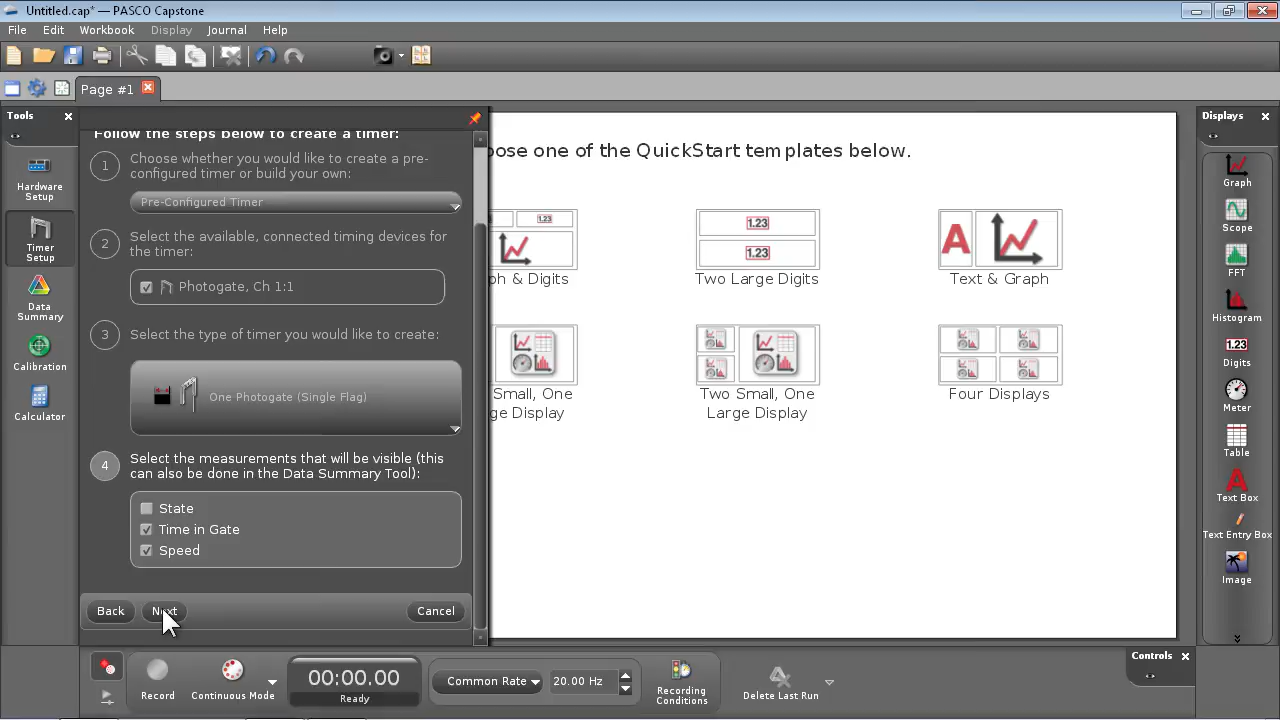 Untitled.cap* — PASCO Capstone
File Edit Workbook Display Journal Help
Page #1
Tools
Hardware
Setup
Timer
Setup
Data
Summary
Calibration
Calculator
Follow the steps below to create a timer:
1 Choose whether you would like to create a pre-
configured timer or build your own:
Pre-Configured Timer
2 Select the available, connected timing devices for
the timer:
Photogate, Ch 1:1
3 Select the type of timer you would like to create:
One Photogate (Single Flag)
4 Select the measurements that will be visible (this
can also be done in the Data Summary Tool):
State
Time in Gate
Speed
Back Next Cancel
oose one of the QuickStart templates below.
1.23
1.23
1.23
A
ph & Digits
Two Large Digits
Text & Graph
Small, One
ge Display
Two Small, One
Large Display
Four Displays
Displays
Graph
Scope
FFT
Histogram
1.23
Digits
Meter
Table
A
Text Box
Text Entry Box
Image
Record
Continuous Mode
00:00.00
Ready
Common Rate
20.00 Hz
Recording
Conditions
Delete Last Run
Controls